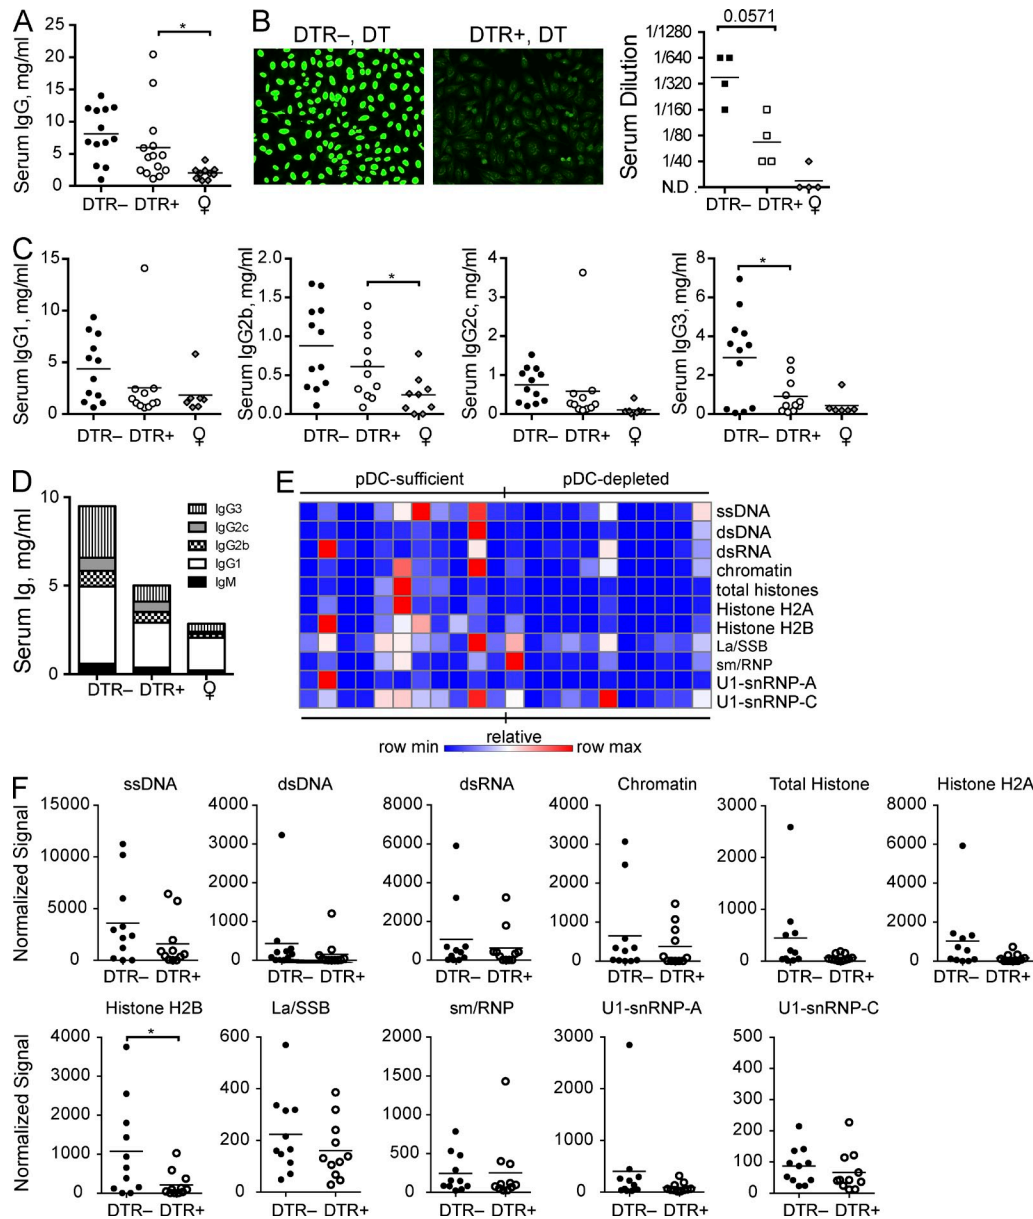 A
Serum IgG, mg/ml
25
20
15
10
5
0
*
DTR– DTR+ ♀
B
DTR–, DT
DTR+, DT
Serum Dilution
1/1280
1/640
1/320
1/160
1/80
1/40
N.D.
0.0571
DTR– DTR+ ♀
C
Serum IgG1, mg/ml
15
10
5
0
DTR– DTR+ ♀
Serum IgG2b, mg/ml
2.0
1.5
1.0
0.5
0.0
*
DTR– DTR+ ♀
Serum IgG2c, mg/ml
4
3
2
1
0
DTR– DTR+ ♀
Serum IgG3, mg/ml
8
6
4
2
0
*
DTR– DTR+ ♀
D
Serum Ig, mg/ml
10
5
0
IgG3
IgG2c
IgG2b
IgG1
IgM
DTR– DTR+ ♀
E
pDC-sufficient pDC-depleted
ssDNA
dsDNA
dsRNA
chromatin
total histones
Histone H2A
Histone H2B
La/SSB
sm/RNP
U1-snRNP-A
U1-snRNP-C
relative
row min row max
F
Normalized Signal
ssDNA
15000
10000
5000
0
DTR– DTR+
dsDNA
4000
3000
2000
1000
0
DTR– DTR+
dsRNA
8000
6000
4000
2000
0
DTR– DTR+
Chromatin
4000
3000
2000
1000
0
DTR– DTR+
Total Histone
3000
2000
1000
0
DTR– DTR+
Histone H2A
8000
6000
4000
2000
0
DTR– DTR+
Normalized Signal
Histone H2B
4000
3000
2000
1000
0
*
DTR– DTR+
La/SSB
600
400
200
0
DTR– DTR+
sm/RNP
2000
1500
1000
500
0
DTR– DTR+
U1-snRNP-A
3000
2000
1000
0
DTR– DTR+
U1-snRNP-C
500
400
300
200
100
0
DTR– DTR+